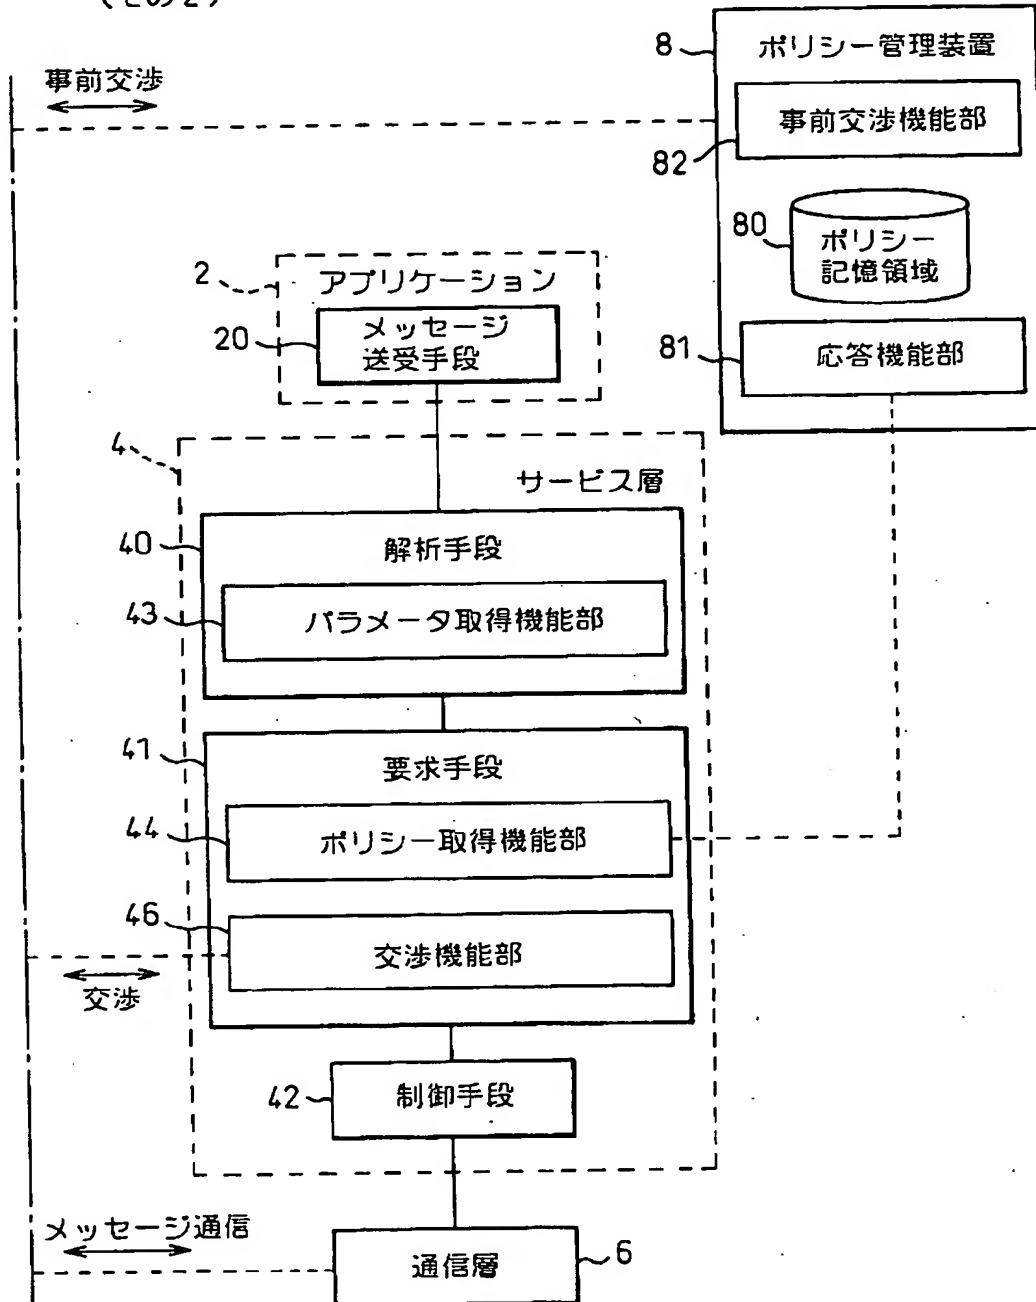 (その2)
8
ポリシー管理装置
事前交渉
事前交渉機能部
82
80
ポリシー
記憶領域
2
アプリケーション
20
メッセージ
送受手段
81
応答機能部
4
サービス層
40
解析手段
43
パラメータ取得機能部
41
要求手段
44
ポリシー取得機能部
46
交渉機能部
交渉
42
制御手段
メッセージ通信
通信層
6